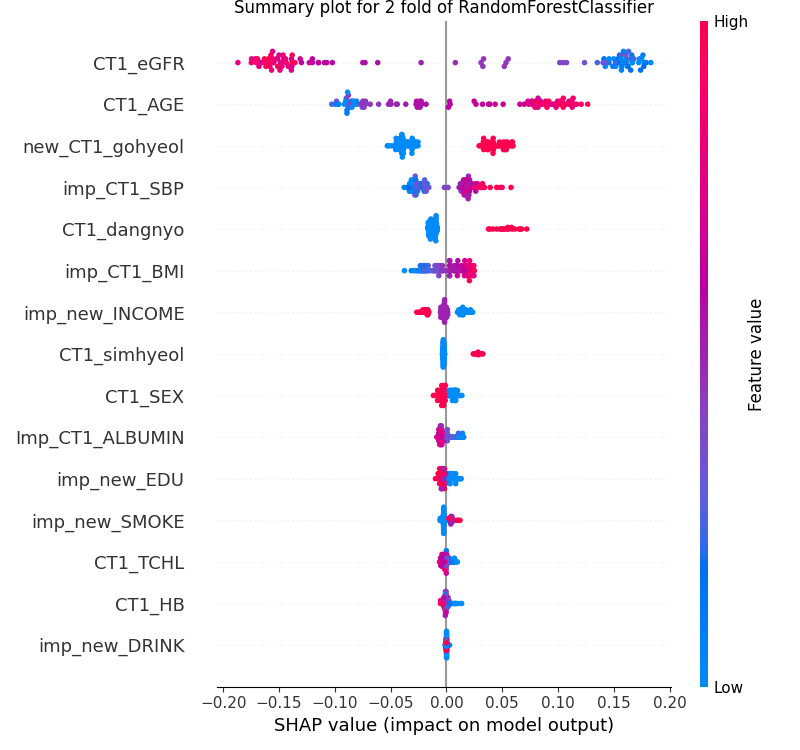 Summary plot for 2 fold of RandomForestClassifier
High
CT1_eGFR
CT1_AGE
new_CT1_gohyeol
imp_CT1_SBP
CT1_dangnyo
imp_CT1_BMI
imp_new_INCOME
CT1_simhyeol
CT1_SEX
Imp_CT1_ALBUMIN
imp_new_EDU
imp_new_SMOKE
CT1_TCHL
CT1_HB
imp_new_DRINK
Feature value
Low
−0.20 −0.15 −0.10 −0.05 0.00 0.05 0.10 0.15 0.20
SHAP value (impact on model output)